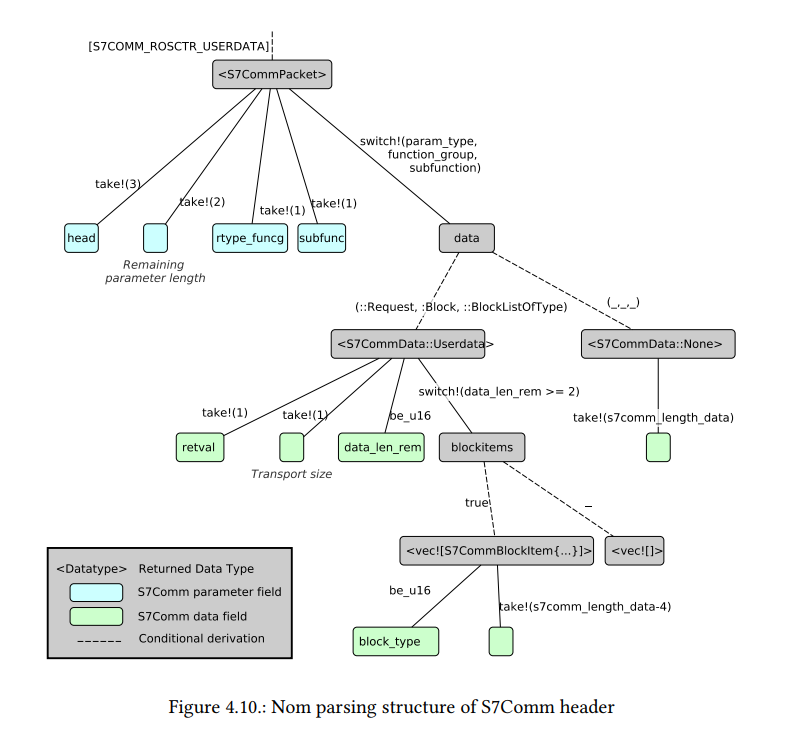 [S7COMM_ROSCTR_USERDATA]
<S7CommPacket>
switch!(param_type,
function_group,
subfunction)
take!(3)
take!(2)
take!(1)
take!(1)
head
rtype_funcg
subfunc
data
Remaining
parameter length
(::Request, :Block, ::BlockListOfType)
(_,_,_)
<S7CommData::Userdata>
<S7CommData::None>
take!(1)
take!(1)
be_u16
switch!(data_len_rem >= 2)
take!(s7comm_length_data)
retval
data_len_rem
blockitems
Transport size
true
_
<vec![S7CommBlockItem{...}]>
<vec![]>
<Datatype> Returned Data Type
S7Comm parameter field
S7Comm data field
Conditional derivation
be_u16
take!(s7comm_length_data-4)
block_type
Figure 4.10.: Nom parsing structure of S7Comm header